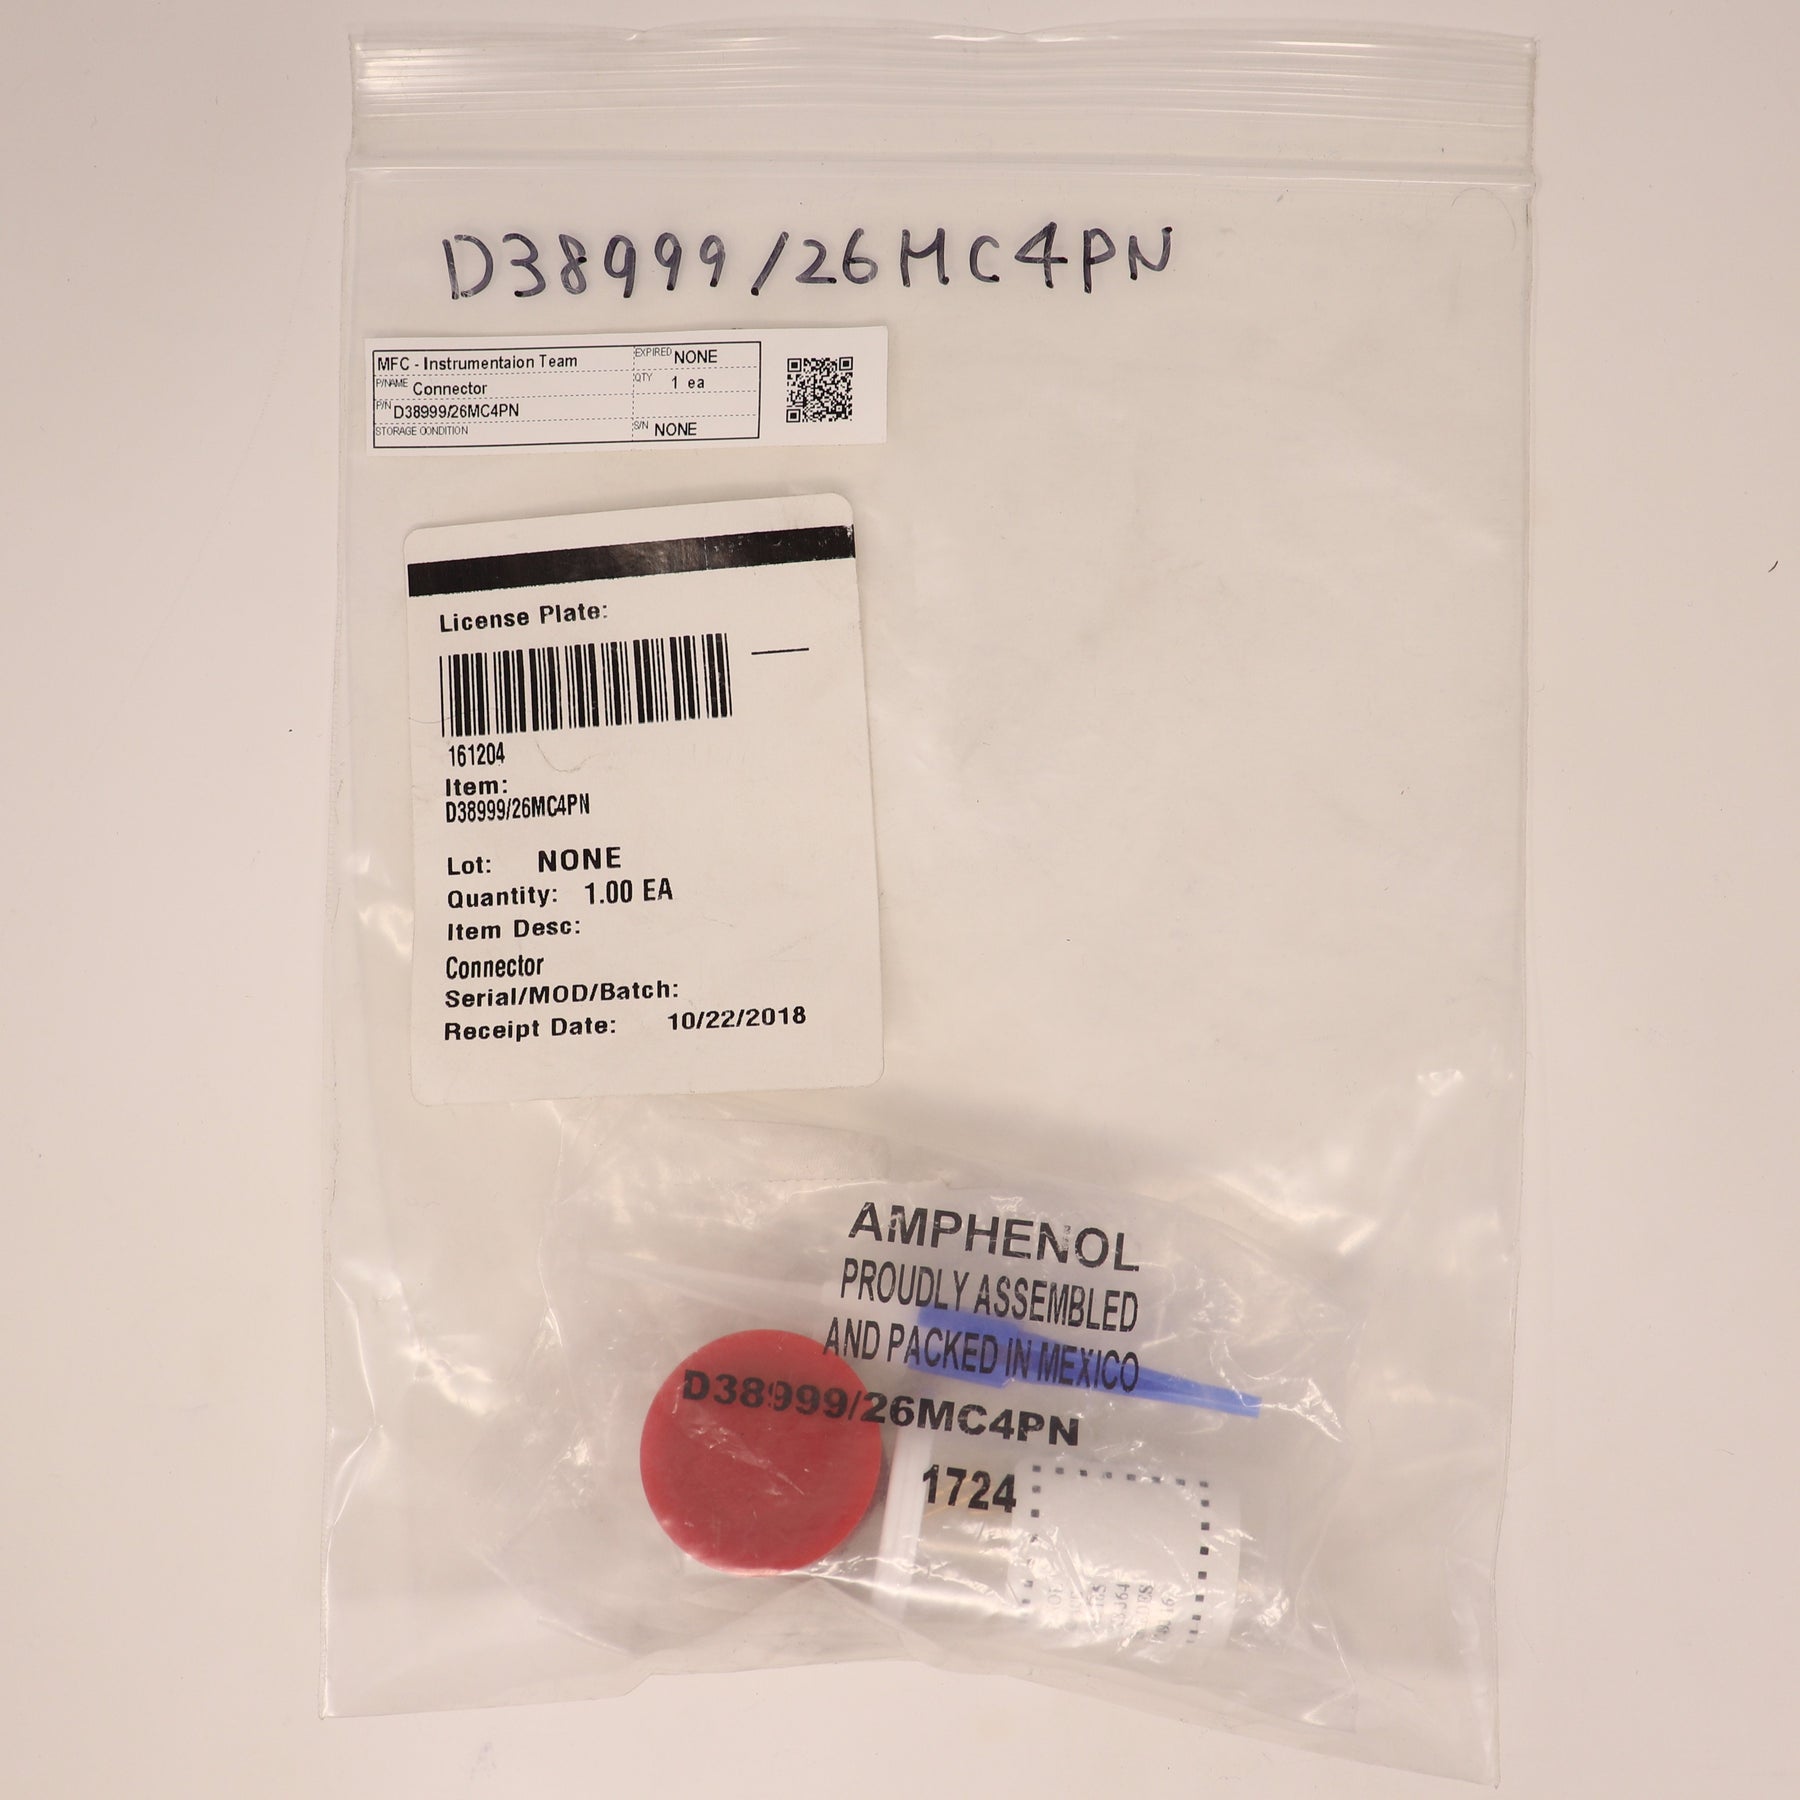 D38999/26MC4PN
MFC - Instrumentaion Team
EXPIRED NONE
P/NAME Connector
QTY 1 ea
P/N D38999/26MC4PN
STORAGE CONDITION
S/N NONE
License Plate:
161204
Item:
D38999/26MC4PN
Lot: NONE
Quantity: 1.00 EA
Item Desc:
Connector
Serial/MOD/Batch:
Receipt Date: 10/22/2018
AMPHENOL
PROUDLY ASSEMBLED
AND PACKED IN MEXICO
D38999/26MC4PN
1724